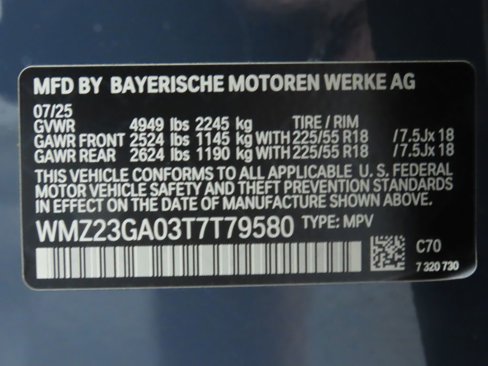 MFD BY BAYERISCHE MOTOREN WERKE AG
07/25
GVWR 4949 lbs 2245 kg TIRE / RIM
GAWR FRONT 2524 lbs 1145 kg WITH 225/55 R18 /7.5Jx18
GAWR REAR 2624 lbs 1190 kg WITH 225/55 R18 /7.5Jx18
THIS VEHICLE CONFORMS TO ALL APPLICABLE U. S. FEDERAL
MOTOR VEHICLE SAFETY AND THEFT PREVENTION STANDARDS
IN EFFECT ON THE DATE OF MANUFACTURE SHOWN ABOVE.
WMZ23GA03T7T79580 TYPE: MPV
C70
7 320 730